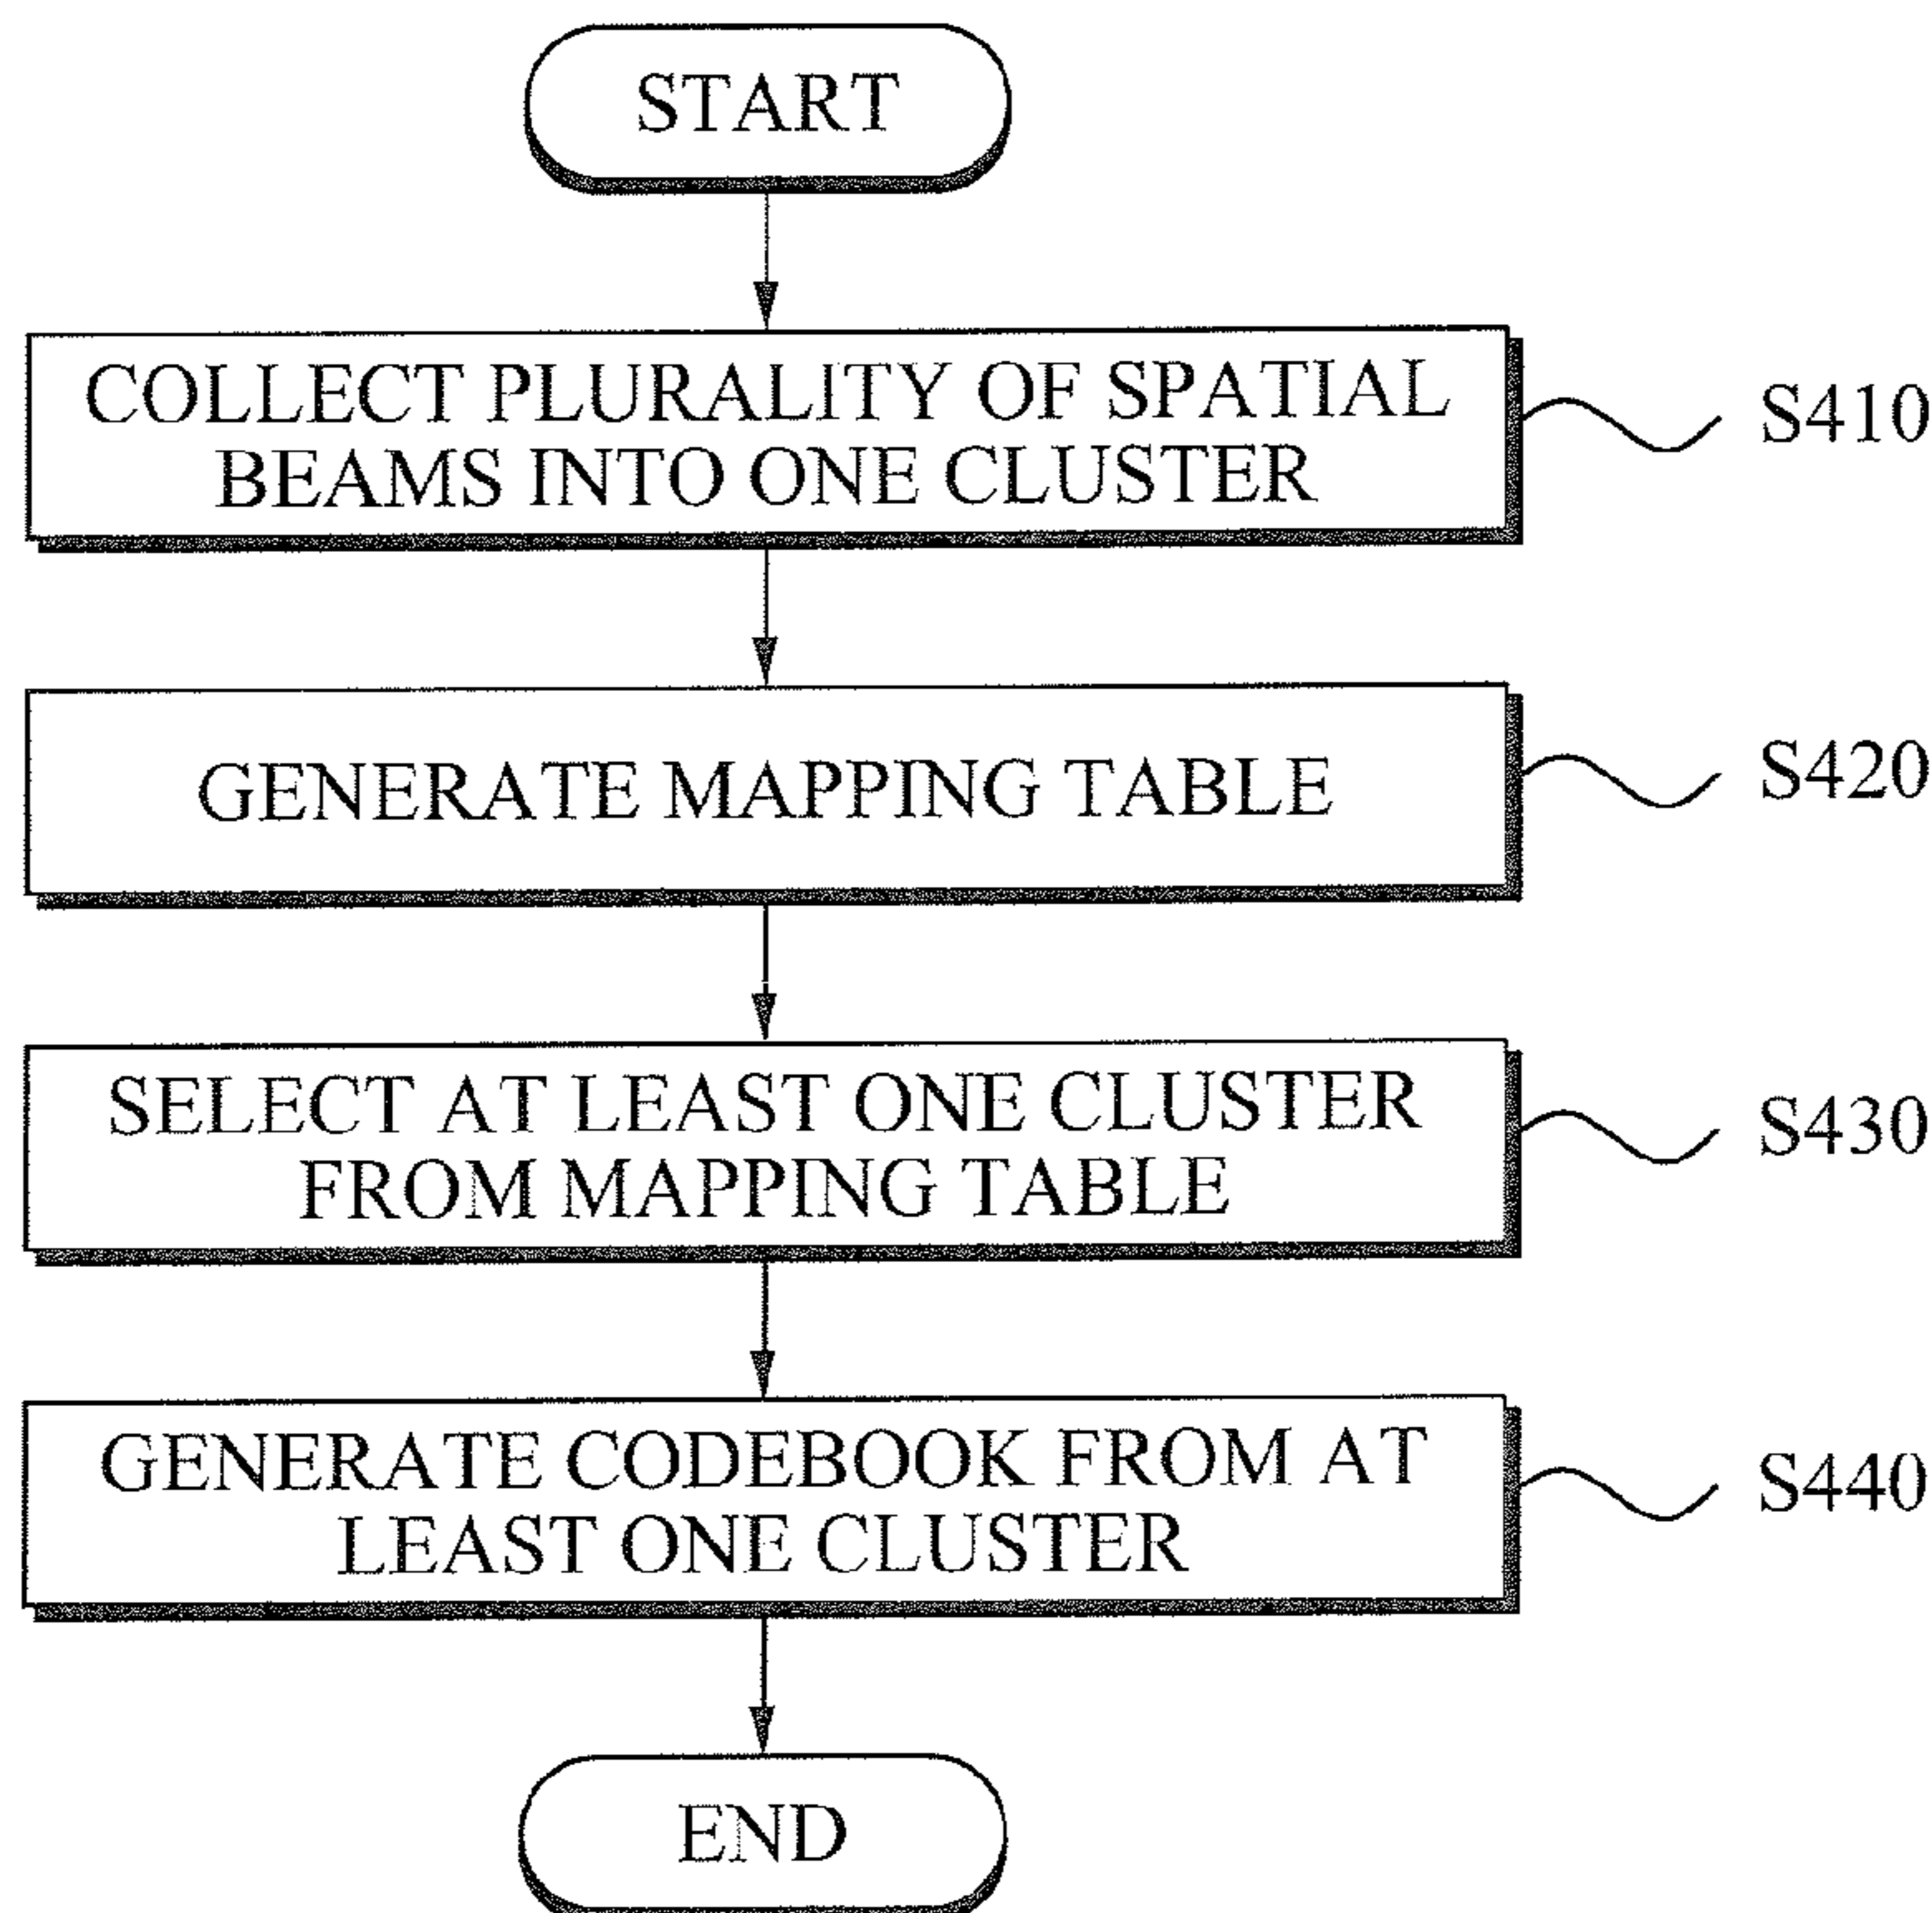 START
COLLECT PLURALITY OF SPATIAL
BEAMS INTO ONE CLUSTER
S410
GENERATE MAPPING TABLE
S420
SELECT AT LEAST ONE CLUSTER
FROM MAPPING TABLE
S430
GENERATE CODEBOOK FROM AT
LEAST ONE CLUSTER
S440
END